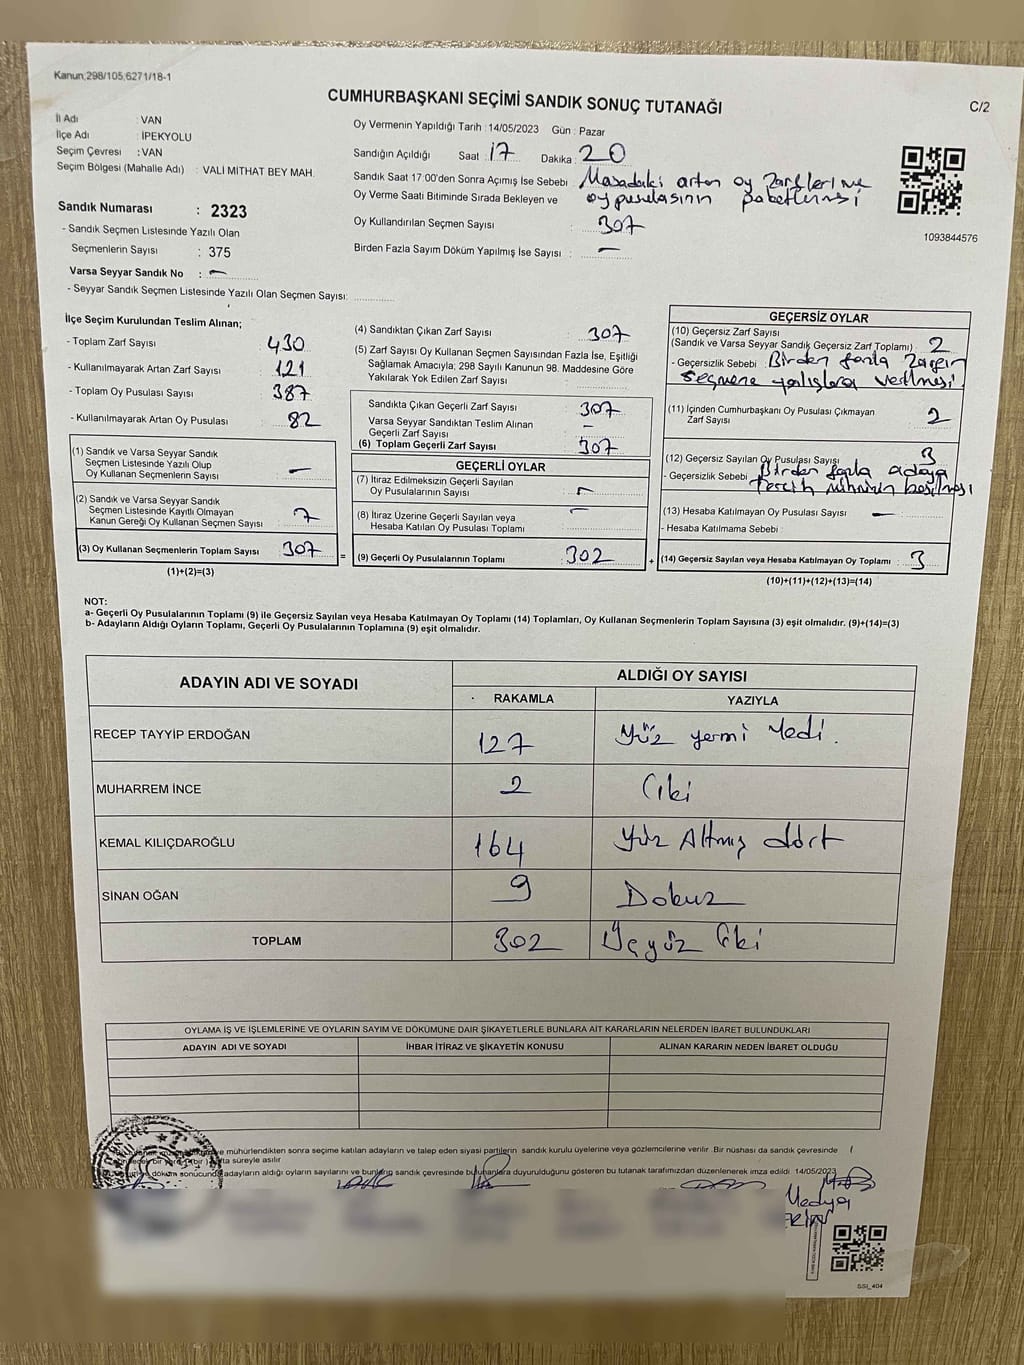 Kanun;298/105;6271/18-1
CUMHURBAŞKANI SEÇİMİ SANDIK SONUÇ TUTANAĞI
C/2
İl Adı : VAN
İlçe Adı : İPEKYOLU
Seçim Çevresi : VAN
Seçim Bölgesi (Mahalle Adı) : VALİ MİTHAT BEY MAH.
Sandık Numarası : 2323
- Sandık Seçmen Listesinde Yazılı Olan
Seçmenlerin Sayısı : 375
Varsa Seyyar Sandık No : -
- Seyyar Sandık Seçmen Listesinde Yazılı Olan Seçmen Sayısı:
Oy Vermenin Yapıldığı Tarih : 14/05/2023 Gün : Pazar
Sandığın Açıldığı Saat : 17 Dakika : 20
Sandık Saat 17:00'den Sonra Açımış İse Sebebi : Masadaki artan oy zarfları ve
Oy Verme Saati Bitiminde Sırada Bekleyen ve oy pusulasının paketlemesi
Oy Kullandırılan Seçmen Sayısı : 307
Birden Fazla Sayım Döküm Yapılmış İse Sayısı : -
1093844576
İlçe Seçim Kurulundan Teslim Alınan;
- Toplam Zarf Sayısı 430
- Kullanılmayarak Artan Zarf Sayısı : 121
- Toplam Oy Pusulası Sayısı : 387
- Kullanılmayarak Artan Oy Pusulası : 82
(1) Sandık ve Varsa Seyyar Sandık
Seçmen Listesinde Yazılı Olup
Oy Kullanan Seçmenlerin Sayısı : -
(2) Sandık ve Varsa Seyyar Sandık
Seçmen Listesinde Kayıtlı Olmayan
Kanun Gereği Oy Kullanan Seçmen Sayısı : 7
(3) Oy Kullanan Seçmenlerin Toplam Sayısı : 307
(1)+(2)=(3)
=
(4) Sandıktan Çıkan Zarf Sayısı : 307
(5) Zarf Sayısı Oy Kullanan Seçmen Sayısından Fazla İse, Eşitliği
Sağlamak Amacıyla; 298 Sayılı Kanunun 98. Maddesine Göre
Yakılarak Yok Edilen Zarf Sayısı :
Sandıkta Çıkan Geçerli Zarf Sayısı : 307
Varsa Seyyar Sandıktan Teslim Alınan
Geçerli Zarf Sayısı : -
(6) Toplam Geçerli Zarf Sayısı : 307
GEÇERLİ OYLAR
(7) İtiraz Edilmeksizin Geçerli Sayılan
Oy Pusulalarının Sayısı : -
(8) İtiraz Üzerine Geçerli Sayılan veya
Hesaba Katılan Oy Pusulası Toplamı : -
(9) Geçerli Oy Pusulalarının Toplamı : 302
+
GEÇERSİZ OYLAR
(10) Geçersiz Zarf Sayısı
(Sandık ve Varsa Seyyar Sandık Geçersiz Zarf Toplamı) : 2
- Geçersizlik Sebebi : Birden fazla zarfın
seçmene yanlışlıkla verilmesi
(11) İçinden Cumhurbaşkanı Oy Pusulası Çıkmayan
Zarf Sayısı : 2
(12) Geçersiz Sayılan Oy Pusulası Sayısı : 3
- Geçersizlik Sebebi : Birden fazla adaya
tercih mührünün basılması
(13) Hesaba Katılmayan Oy Pusulası Sayısı : -
- Hesaba Katılmama Sebebi :
(14) Geçersiz Sayılan veya Hesaba Katılmayan Oy Toplamı : 3
(10)+(11)+(12)+(13)=(14)
NOT:
a- Geçerli Oy Pusulalarının Toplamı (9) ile Geçersiz Sayılan veya Hesaba Katılmayan Oy Toplamı (14) Toplamları, Oy Kullanan Seçmenlerin Toplam Sayısına (3) eşit olmalıdır. (9)+(14)=(3)
b- Adayların Aldığı Oyların Toplamı, Geçerli Oy Pusulalarının Toplamına (9) eşit olmalıdır.
ADAYIN ADI VE SOYADI ALDIĞI OY SAYISI
RAKAMLA YAZIYLA
RECEP TAYYİP ERDOĞAN 127 Yüz yermi Yedi.
MUHARREM İNCE 2 İki
KEMAL KILIÇDAROĞLU 164 Yüz Altmış dört
SİNAN OĞAN 9 Dokuz
TOPLAM 302 Üçyüz İki
OYLAMA İŞ VE İŞLEMLERİNE VE OYLARIN SAYIM VE DÖKÜMÜNE DAİR ŞİKAYETLERLE BUNLARA AİT KARARLARIN NELERDEN İBARET BULUNDUKLARI
ADAYIN ADI VE SOYADI İHBAR İTİRAZ VE ŞİKAYETİN KONUSU ALINAN KARARIN NEDEN İBARET OLDUĞU
ve mühürlendikten sonra seçime katılan adayların ve talep eden siyasi partilerin sandık kurulu üyelerine veya gözlemcilerine verilir. Bir nüshası da sandık çevresinde
hafta süreyle asılır
döküm sonucunda adayların aldığı oyların sayılarını ve bunların sandık çevresinde bulunanlara duyurulduğunu gösteren bu tutanak tarafımızdan düzenlenerek imza edildi. 14/05/2023
Medya
SSI_404